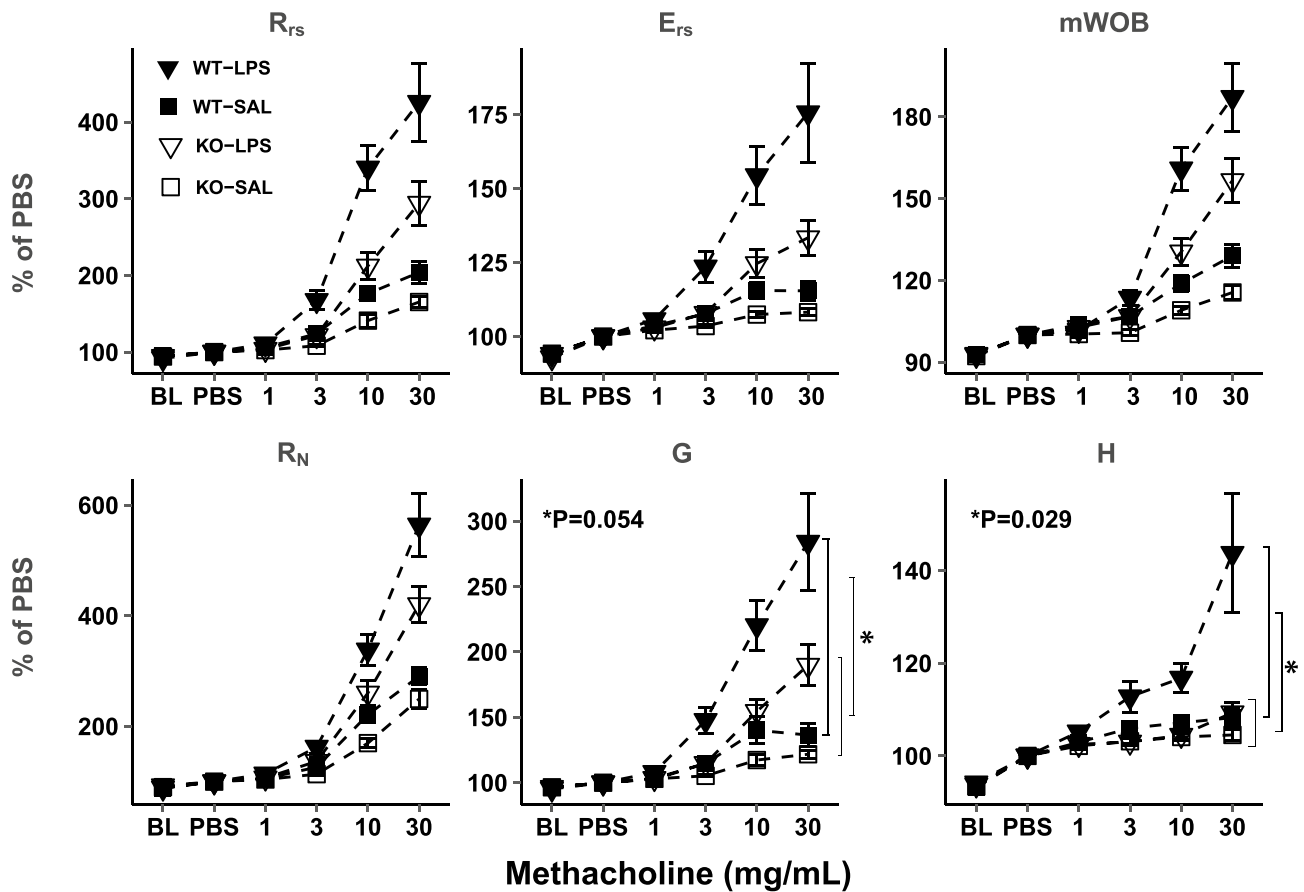 R_rs
E_rs
mWOB
% of PBS
400
300
200
100
WT−LPS
WT−SAL
KO−LPS
KO−SAL
BL PBS 1 3 10 30
175
150
125
100
BL PBS 1 3 10 30
180
150
120
90
BL PBS 1 3 10 30
R_N
G
H
% of PBS
600
400
200
BL PBS 1 3 10 30
*P=0.054
300
250
200
150
100
*
BL PBS 1 3 10 30
*P=0.029
140
120
100
*
BL PBS 1 3 10 30
Methacholine (mg/mL)